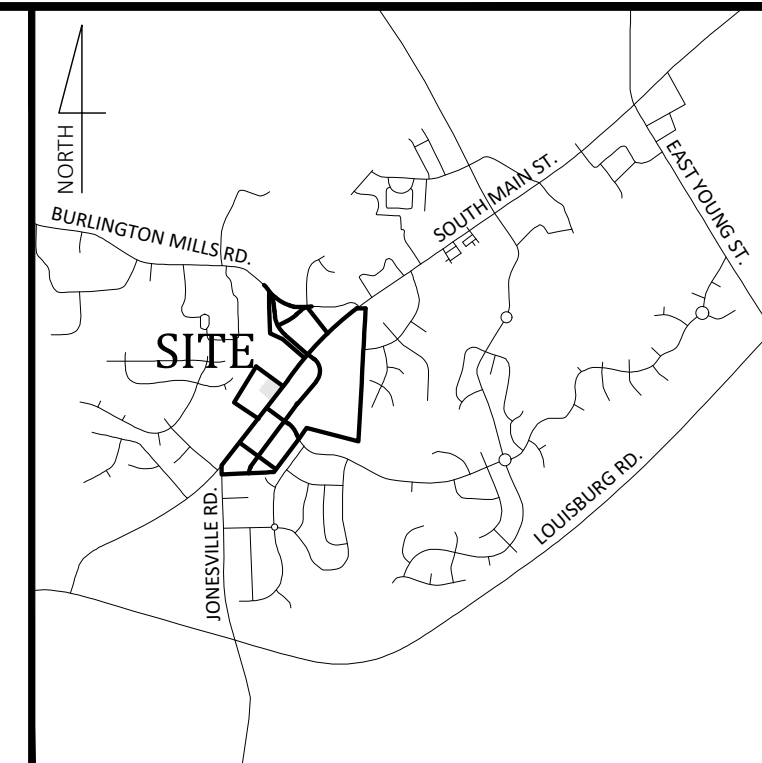 NORTH
BURLINGTON MILLS RD.
SOUTH MAIN ST.
EAST YOUNG ST.
SITE
LOUISBURG RD.
JONESVILLE RD.